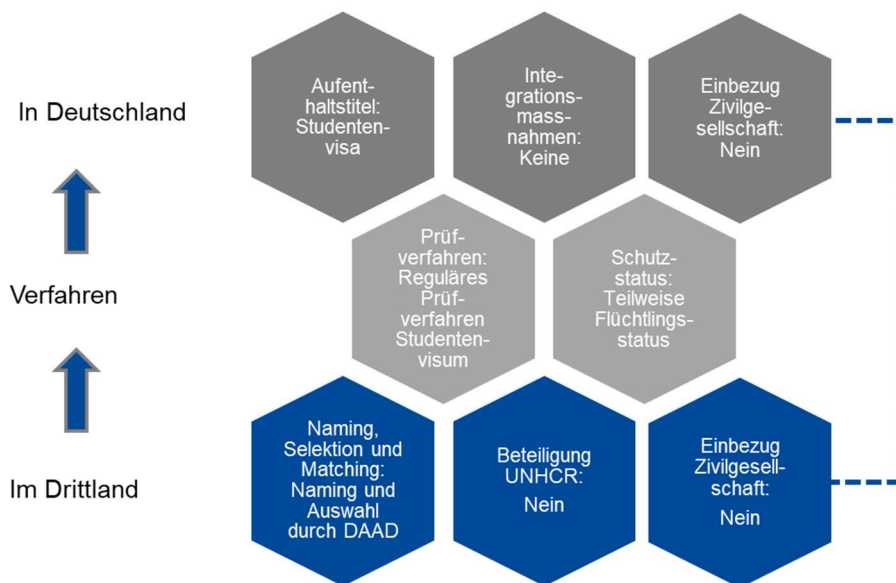 In Deutschland
Aufent-
haltstitel:
Studenten-
visa
Inte-
grations-
mass-
nahmen:
Keine
Einbezug
Zivilge-
sellschaft:
Nein
Verfahren
Prüf-
verfahren:
Reguläres
Prüf-
verfahren
Studenten-
visum
Schutz-
status:
Teilweise
Flüchtlings-
status
Im Drittland
Naming,
Selektion und
Matching:
Naming und
Auswahl
durch DAAD
Beteiligung
UNHCR:
Nein
Einbezug
Zivilgesell-
schaft:
Nein